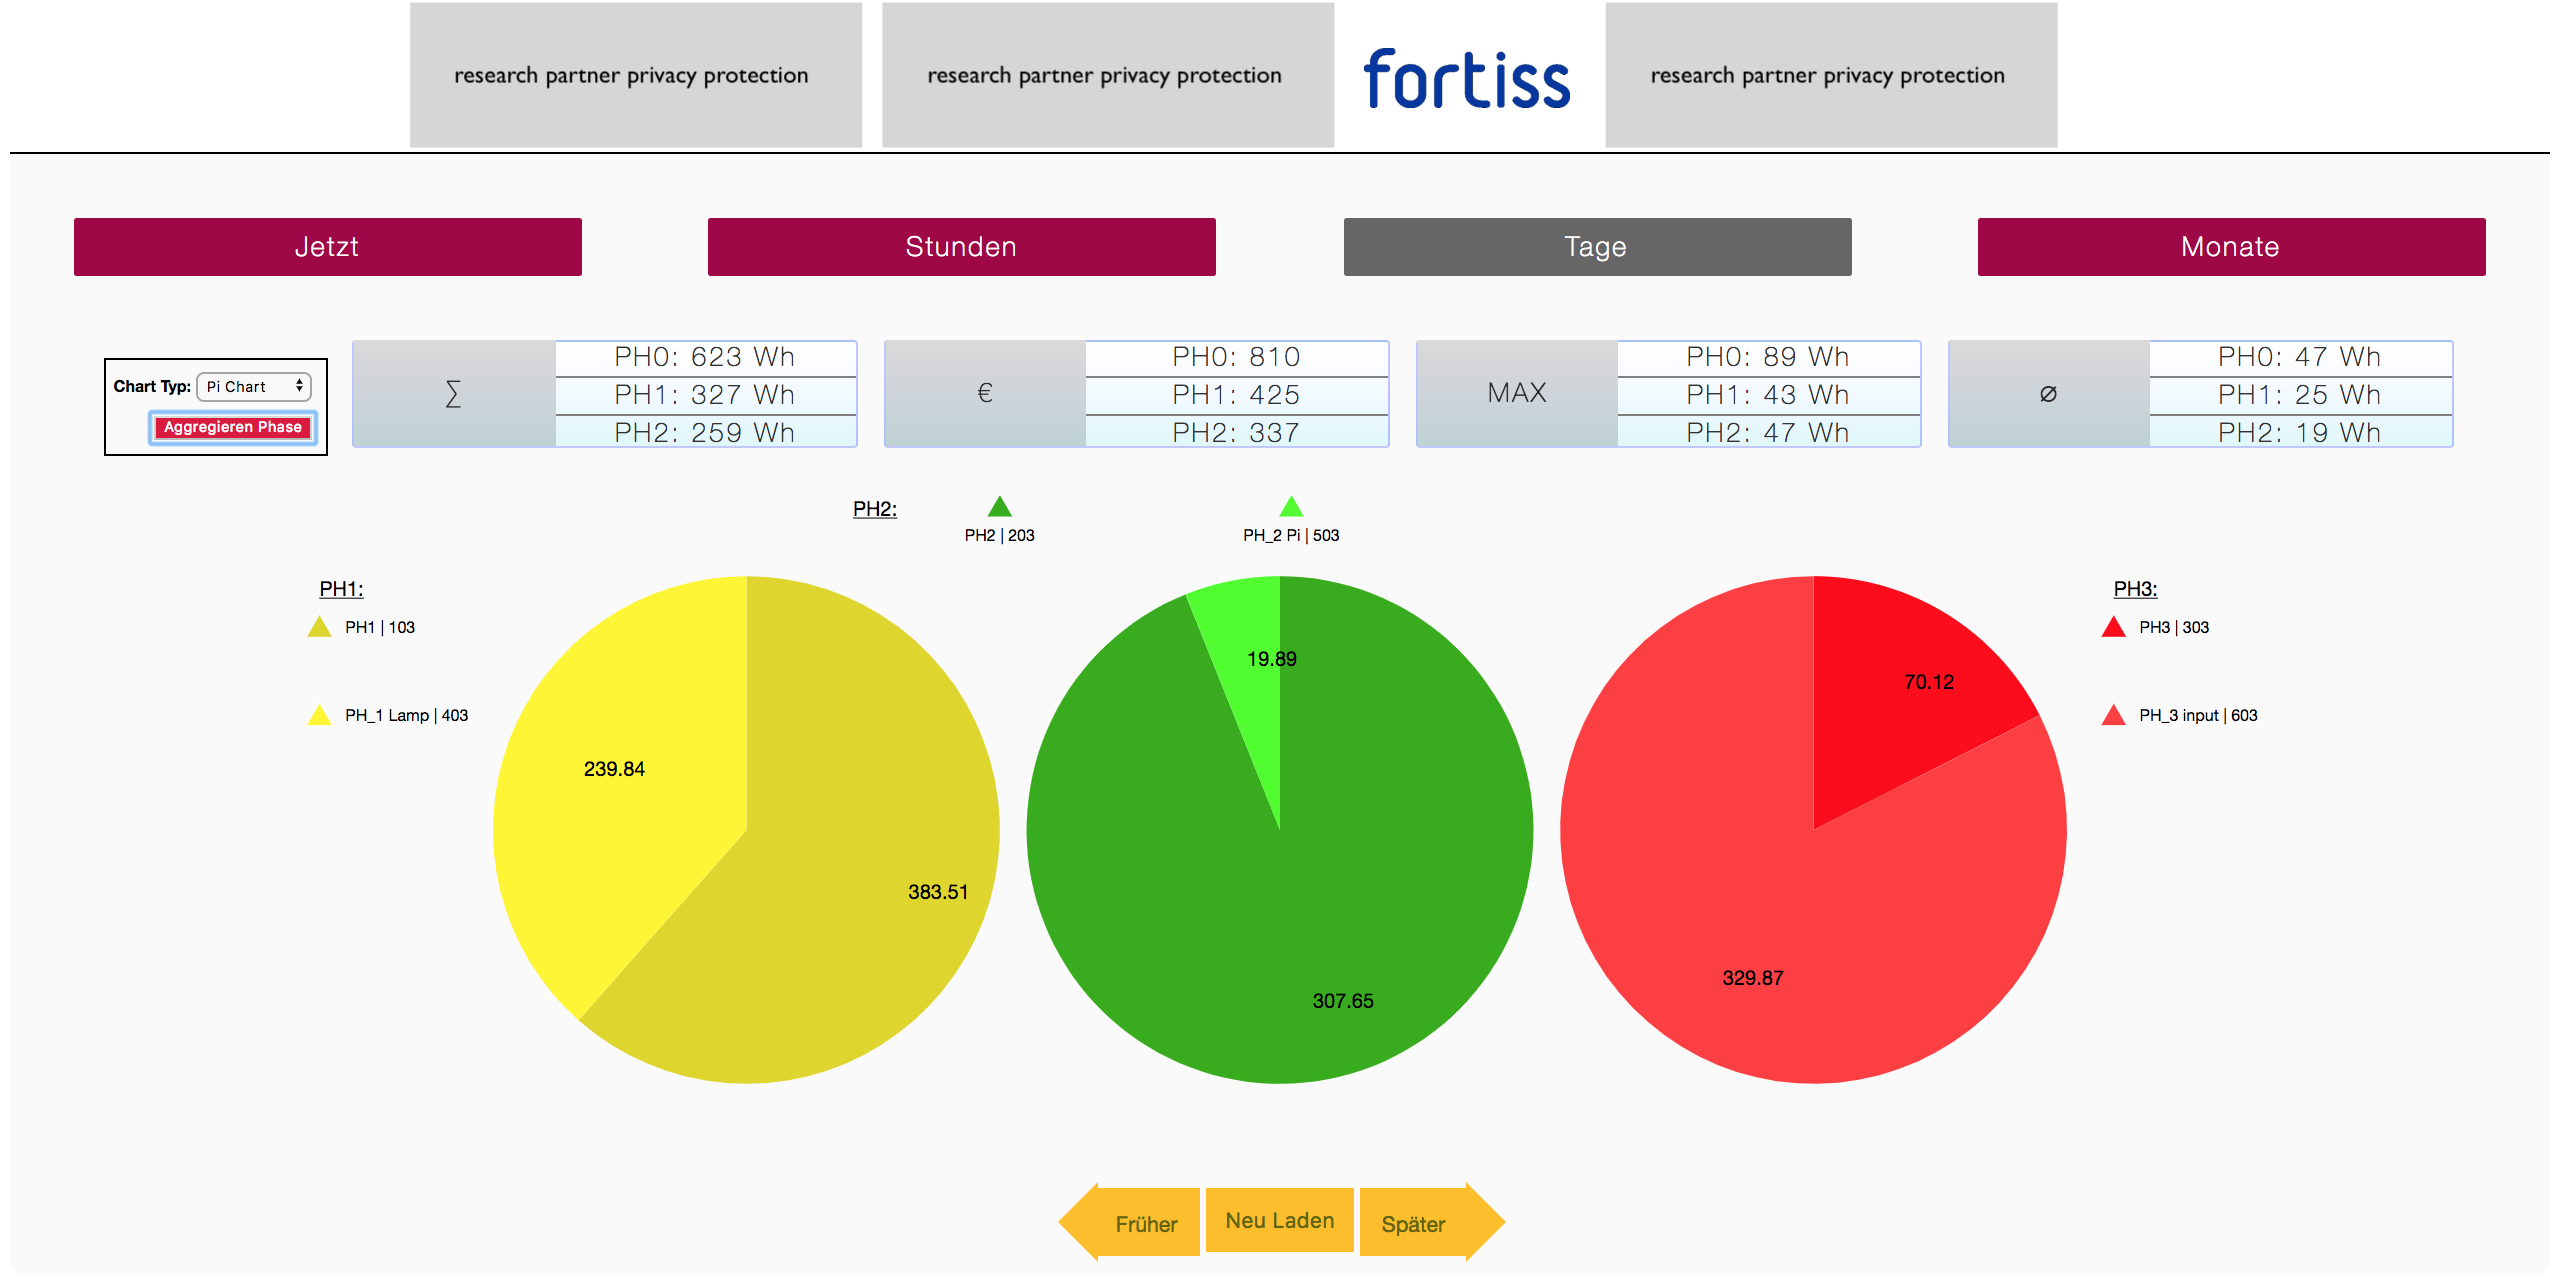 research partner privacy protection
research partner privacy protection
fortiss
research partner privacy protection
Jetzt
Stunden
Tage
Monate
Chart Typ: Pi Chart
Aggregieren Phase
∑
PH0: 623 Wh
PH1: 327 Wh
PH2: 259 Wh
€
PH0: 810
PH1: 425
PH2: 337
MAX
PH0: 89 Wh
PH1: 43 Wh
PH2: 47 Wh
⌀
PH0: 47 Wh
PH1: 25 Wh
PH2: 19 Wh
PH2:
PH2 | 203
PH_2 Pi | 503
PH1:
PH1 | 103
PH_1 Lamp | 403
239.84
383.51
19.89
307.65
70.12
329.87
PH3:
PH3 | 303
PH_3 input | 603
Früher
Neu Laden
Später